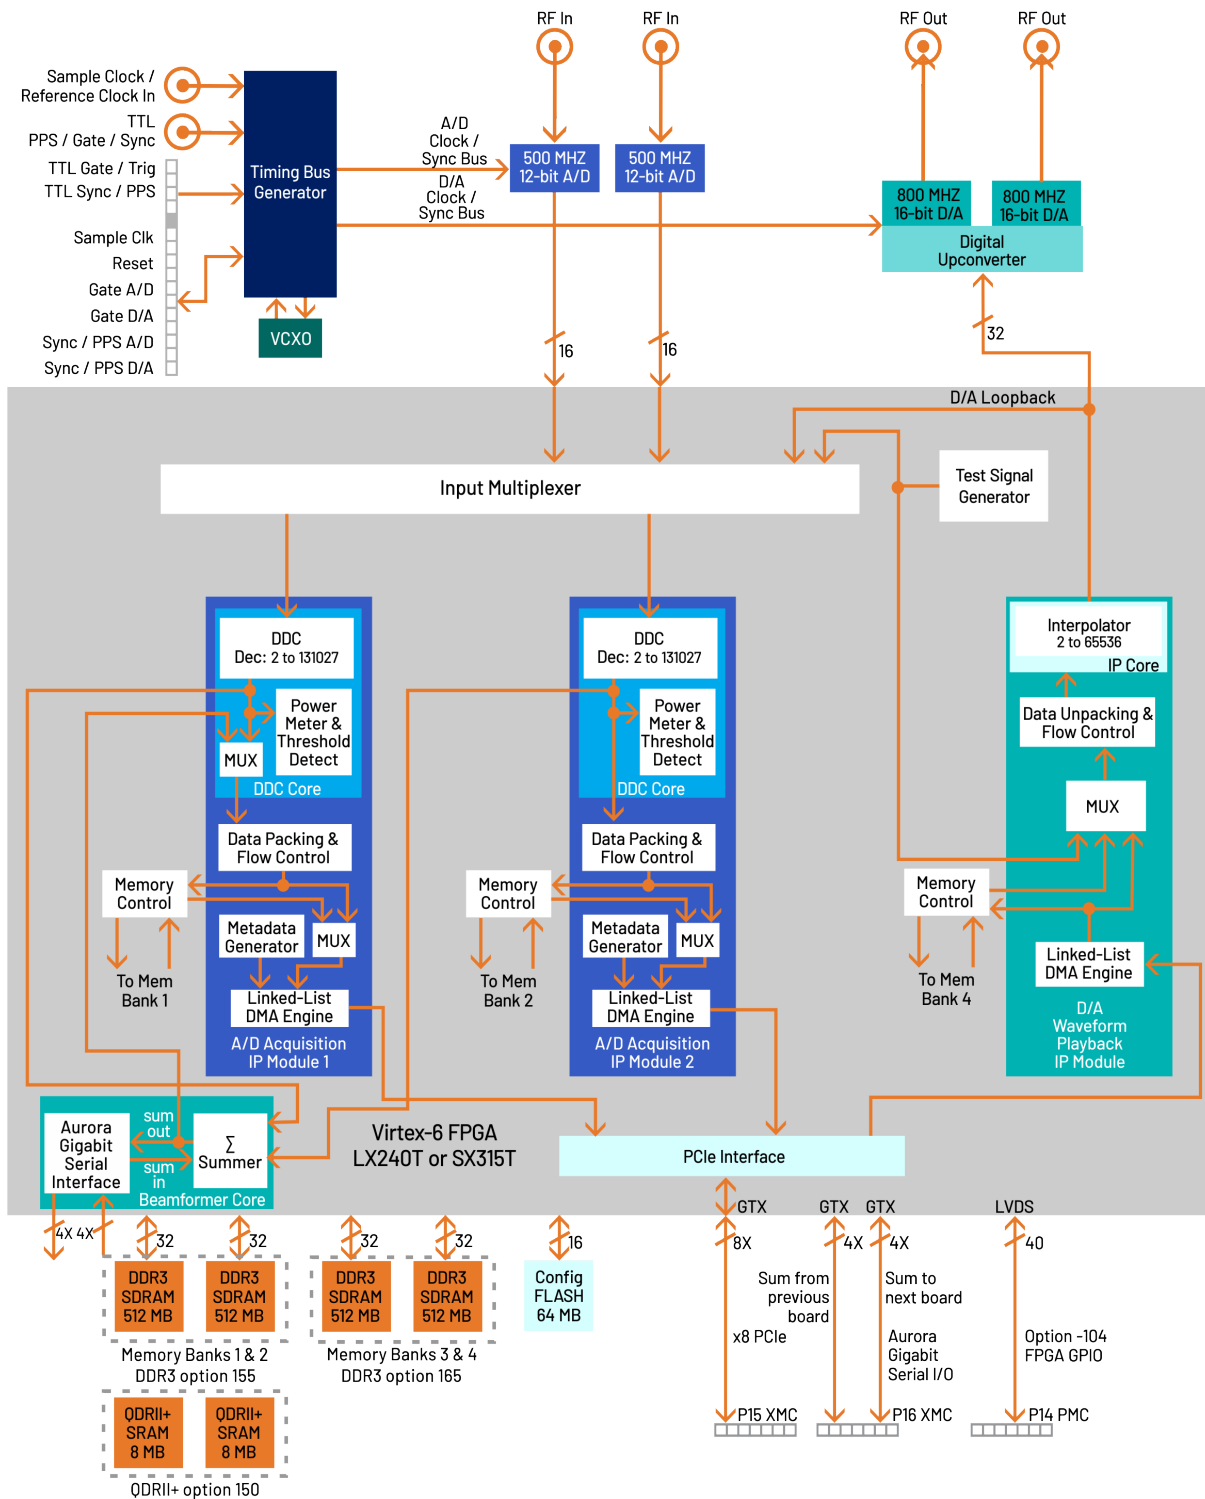 RF In
RF In
RF Out
RF Out
Sample Clock /
Reference Clock In
TTL
PPS / Gate / Sync
TTL Gate / Trig
TTL Sync / PPS
Sample Clk
Reset
Gate A/D
Gate D/A
Sync / PPS A/D
Sync / PPS D/A
Timing Bus
Generator
VCXO
A/D
Clock /
Sync Bus
D/A
Clock /
Sync Bus
500 MHZ
12-bit A/D
500 MHZ
12-bit A/D
800 MHZ
16-bit D/A
800 MHZ
16-bit D/A
Digital
Upconverter
16
16
32
D/A Loopback
Input Multiplexer
Test Signal
Generator
DDC
Dec: 2 to 131027
Power
Meter &
Threshold
Detect
MUX
DDC Core
Data Packing &
Flow Control
Memory
Control
Metadata
Generator
MUX
To Mem
Bank 1
Linked-List
DMA Engine
A/D Acquisition
IP Module 1
DDC
Dec: 2 to 131027
Power
Meter &
Threshold
Detect
DDC Core
Data Packing &
Flow Control
Memory
Control
Metadata
Generator
MUX
To Mem
Bank 2
Linked-List
DMA Engine
A/D Acquisition
IP Module 2
Interpolator
2 to 65536
IP Core
Data Unpacking &
Flow Control
MUX
Memory
Control
To Mem
Bank 4
Linked-List
DMA Engine
D/A
Waveform
Playback
IP Module
Aurora
Gigabit
Serial
Interface
sum
out
sum
in
∑
Summer
Beamformer Core
Virtex-6 FPGA
LX240T or SX315T
PCIe Interface
GTX
GTX
GTX
LVDS
4X
4X
32
32
32
32
16
8X
4X
4X
40
DDR3
SDRAM
512 MB
DDR3
SDRAM
512 MB
DDR3
SDRAM
512 MB
DDR3
SDRAM
512 MB
Config
FLASH
64 MB
Memory Banks 1 & 2
DDR3 option 155
Memory Banks 3 & 4
DDR3 option 165
QDRII+
SRAM
8 MB
QDRII+
SRAM
8 MB
QDRII+ option 150
Sum from
previous
board
Sum to
next board
x8 PCIe
Aurora
Gigabit
Serial I/O
Option -104
FPGA GPIO
P15 XMC
P16 XMC
P14 PMC